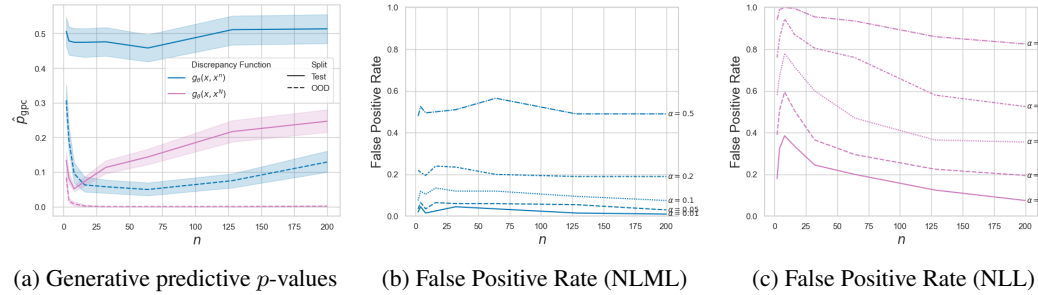 0.5
0.4
0.3
0.2
0.1
0.0
p̂gpc
Discrepancy Function
gθ(x, xⁿ)
gθ(x, xᴺ)
Split
Test
OOD
0 25 50 75 100 125 150 175 200
n
(a) Generative predictive p-values
1.0
0.8
0.6
0.4
0.2
0.0
False Positive Rate
α=0.5
α=0.2
α=0.1
α=0.05
α=0.01
0 25 50 75 100 125 150 175 200
n
(b) False Positive Rate (NLML)
1.0
0.8
0.6
0.4
0.2
0.0
False Positive Rate
α=
α=
α=
α=
α=
0 25 50 75 100 125 150 175 200
n
(c) False Positive Rate (NLL)